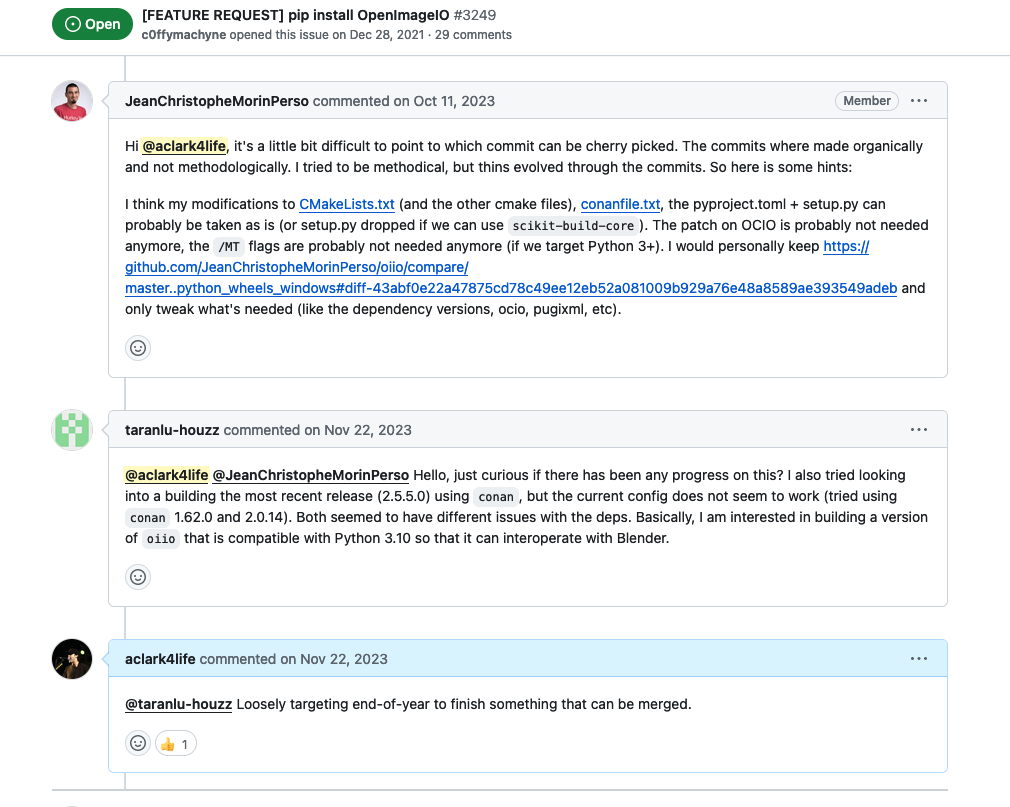 Open
[FEATURE REQUEST] pip install OpenImageIO #3249
c0ffymachyne opened this issue on Dec 28, 2021 · 29 comments
JeanChristopheMorinPerso commented on Oct 11, 2023
Member
Hi @aclark4life, it's a little bit difficult to point to which commit can be cherry picked. The commits where made organically
and not methodologically. I tried to be methodical, but thins evolved through the commits. So here is some hints:
I think my modifications to CMakeLists.txt (and the other cmake files), conanfile.txt, the pyproject.toml + setup.py can
probably be taken as is (or setup.py dropped if we can use scikit-build-core ). The patch on OCIO is probably not needed
anymore, the /MT flags are probably not needed anymore (if we target Python 3+). I would personally keep https://
github.com/JeanChristopheMorinPerso/oiio/compare/
master..python_wheels_windows#diff-43abf0e22a47875cd78c49ee12eb52a081009b929a76e48a8589ae393549adeb and
only tweak what's needed (like the dependency versions, ocio, pugixml, etc).
taranlu-houzz commented on Nov 22, 2023
@aclark4life @JeanChristopheMorinPerso Hello, just curious if there has been any progress on this? I also tried looking
into a building the most recent release (2.5.5.0) using conan , but the current config does not seem to work (tried using
conan 1.62.0 and 2.0.14). Both seemed to have different issues with the deps. Basically, I am interested in building a version
of oiio that is compatible with Python 3.10 so that it can interoperate with Blender.
aclark4life commented on Nov 22, 2023
@taranlu-houzz Loosely targeting end-of-year to finish something that can be merged.
👍 1